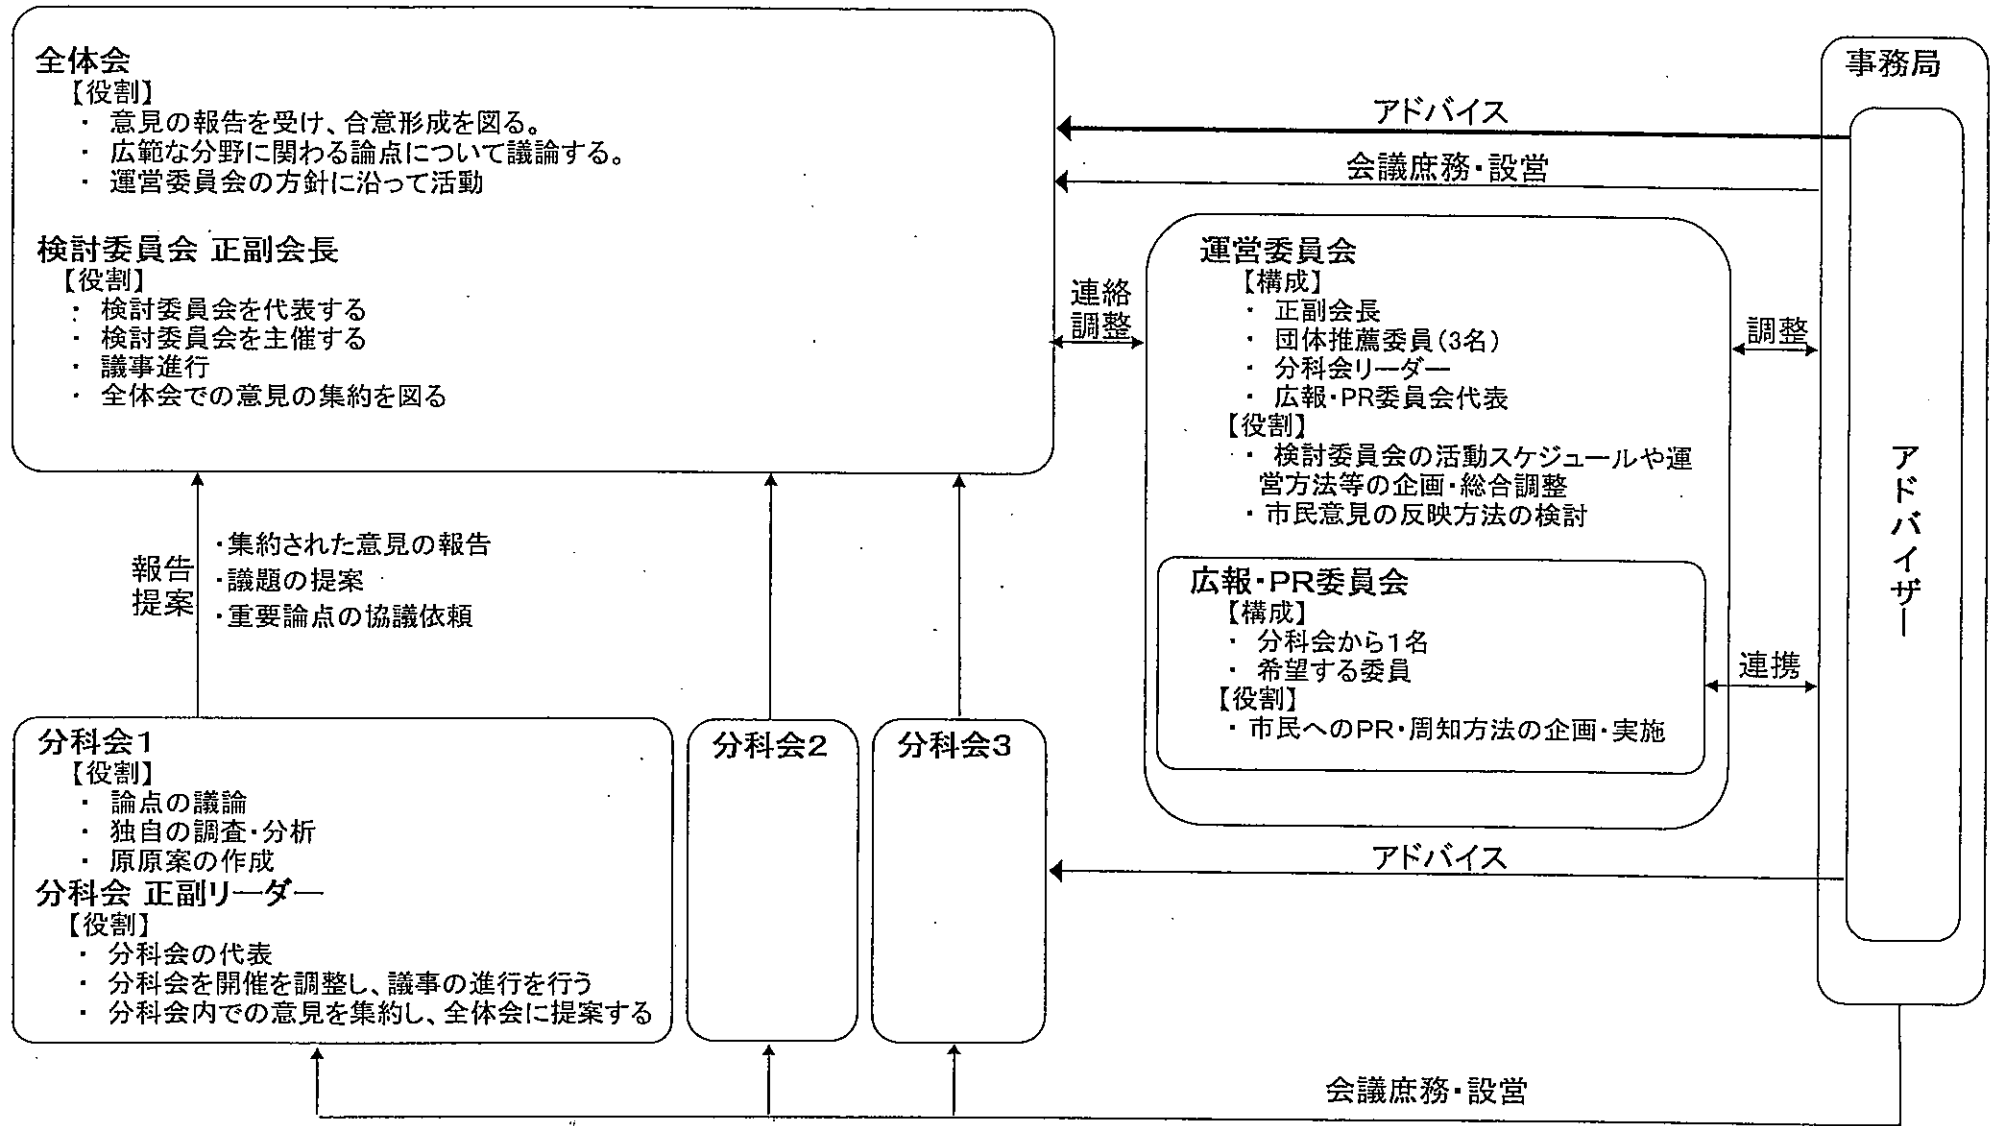 全体会
【役割】
・ 意見の報告を受け、合意形成を図る。
・ 広範な分野に関わる論点について議論する。
・ 運営委員会の方針に沿って活動
検討委員会 正副会長
【役割】
・ 検討委員会を代表する
・ 検討委員会を主催する
・ 議事進行
・ 全体会での意見の集約を図る
アドバイス
会議庶務・設営
連絡
調整
運営委員会
【構成】
・ 正副会長
・ 団体推薦委員(3名)
・ 分科会リーダー
・ 広報・PR委員会代表
【役割】
・ 検討委員会の活動スケジュールや運
営方法等の企画・総合調整
・市民意見の反映方法の検討
広報・PR委員会
【構成】
・ 分科会から1名
・ 希望する委員
【役割】
・市民へのPR・周知方法の企画・実施
調整
連携
事務局
アドバイザー
報告
提案
・集約された意見の報告
・議題の提案
・重要論点の協議依頼
分科会1
【役割】
・ 論点の議論
・ 独自の調査・分析
・ 原原案の作成
分科会 正副リーダー
【役割】
・ 分科会の代表
・ 分科会を開催を調整し、議事の進行を行う
・ 分科会内での意見を集約し、全体会に提案する
分科会2
分科会3
アドバイス
会議庶務・設営